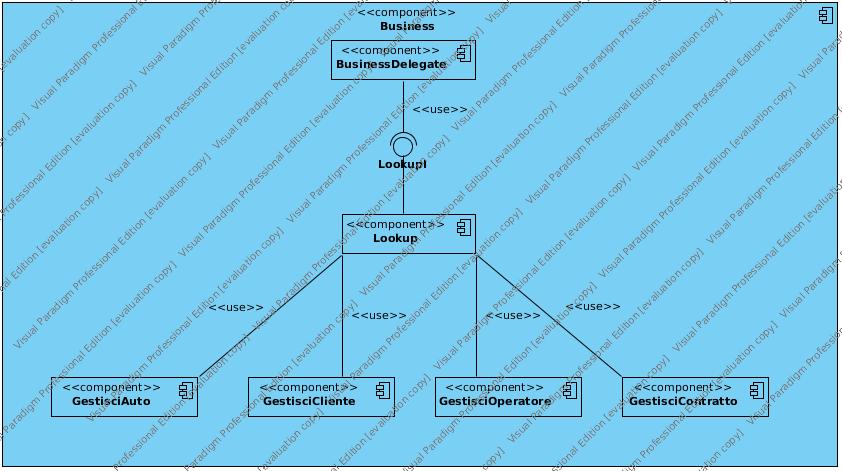 <<component>>
Business
<<component>>
BusinessDelegate
<<use>>
LookupI
<<component>>
Lookup
<<use>>
<<use>>
<<use>>
<<use>>
<<component>>
GestisciAuto
<<component>>
GestisciCliente
<<component>>
GestisciOperatore
<<component>>
GestisciContratto
Visual Paradigm Professional Edition [evaluation copy]